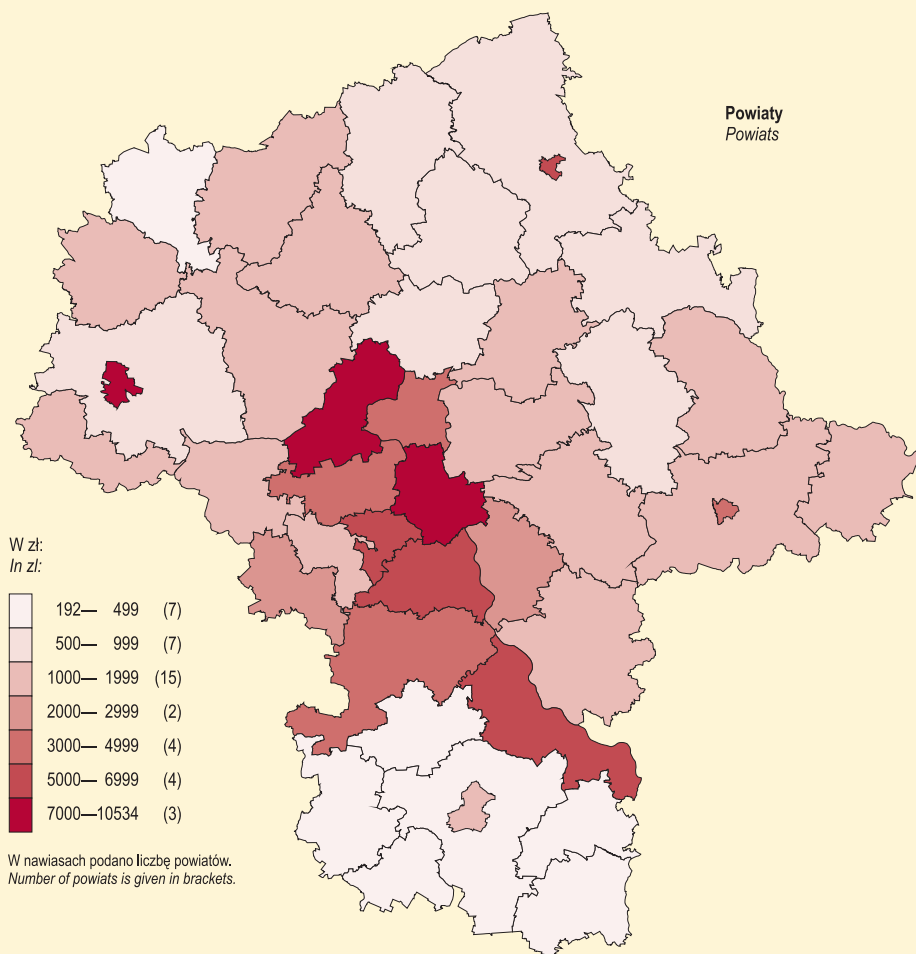 Powiaty
Powiats
W zł:
In zl:
192— 499 (7)
500— 999 (7)
1000— 1999 (15)
2000— 2999 (2)
3000— 4999 (4)
5000— 6999 (4)
7000—10534 (3)
W nawiasach podano liczbę powiatów.
Number of powiats is given in brackets.